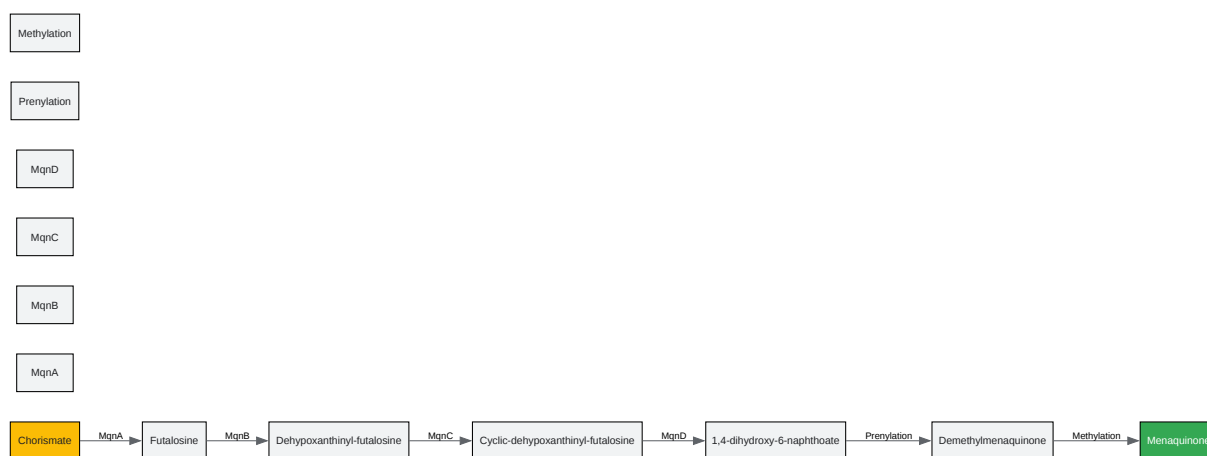 Methylation
Prenylation
MqnD
MqnC
MqnB
MqnA
Chorismate MqnA Futalosine MqnB Dehypoxanthinyl-futalosine MqnC Cyclic-dehypoxanthinyl-futalosine MqnD 1,4-dihydroxy-6-naphthoate Prenylation Demethylmenaquinone Methylation Menaquinone